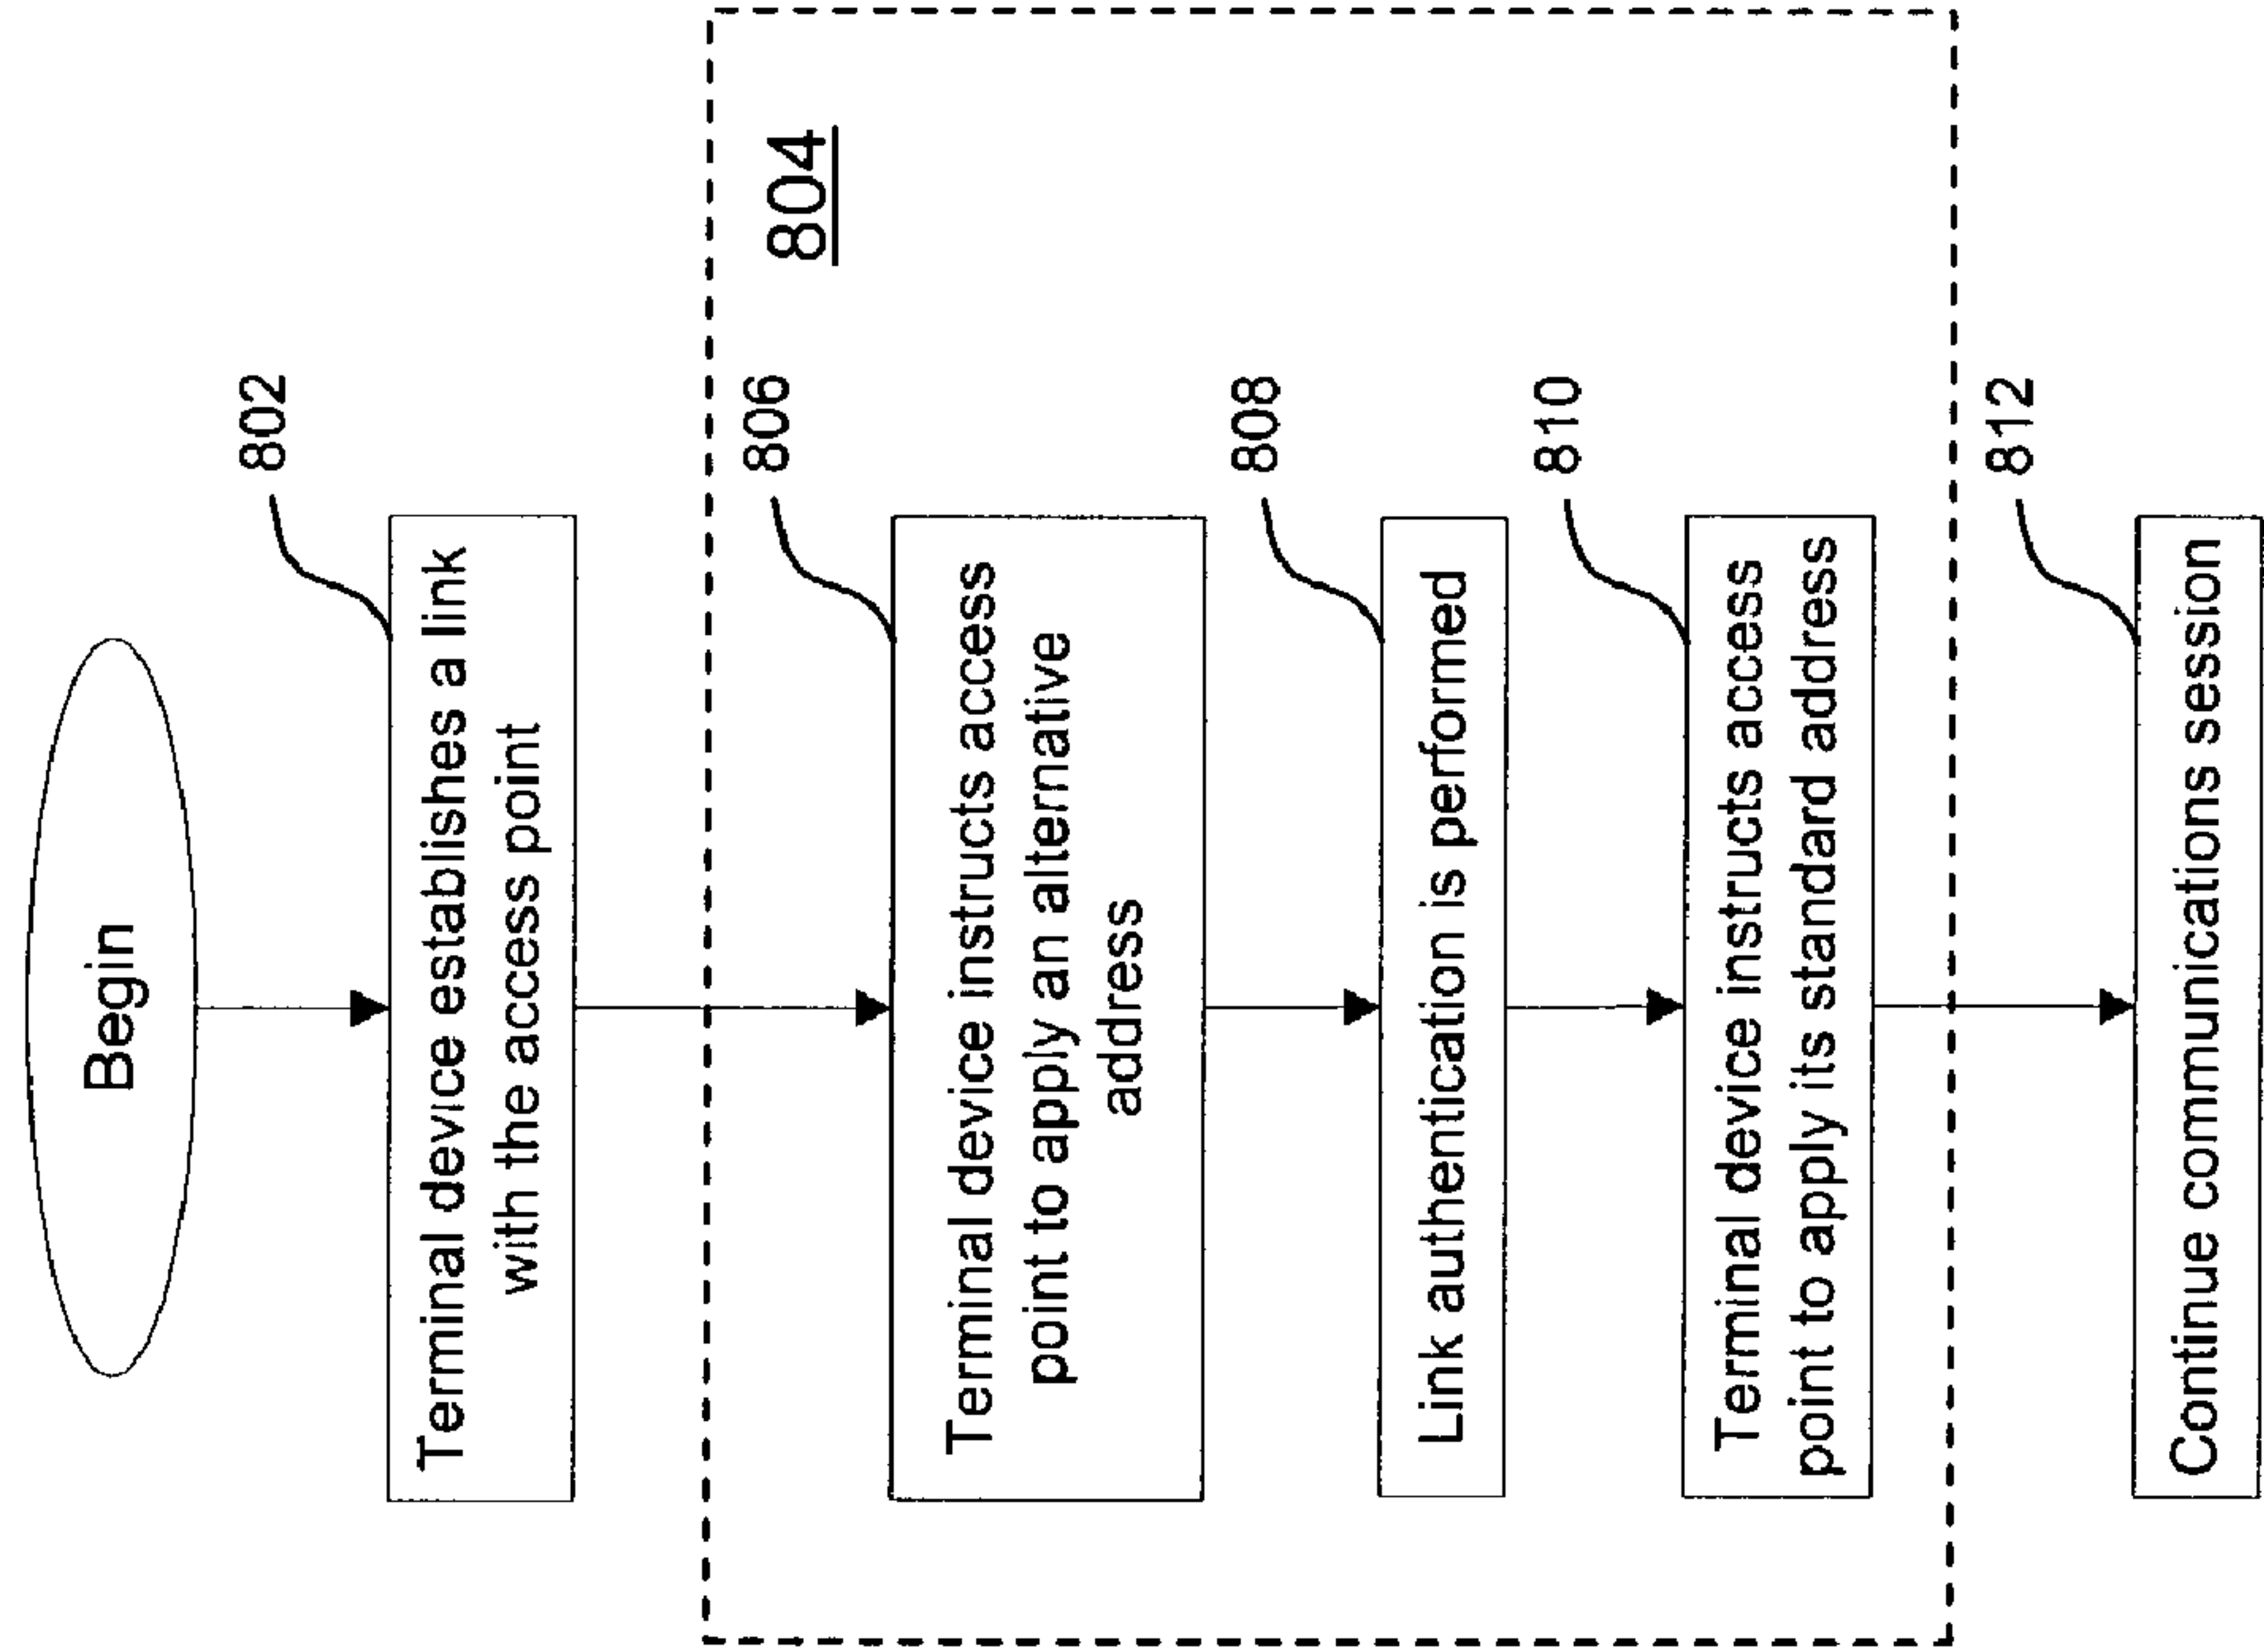 Begin
802
Terminal device establishes a link
with the access point
804
806
Terminal device instructs access
point to apply an alternative
address
808
Link authentication is performed
810
Terminal device instructs access
point to apply its standard address
812
Continue communications session